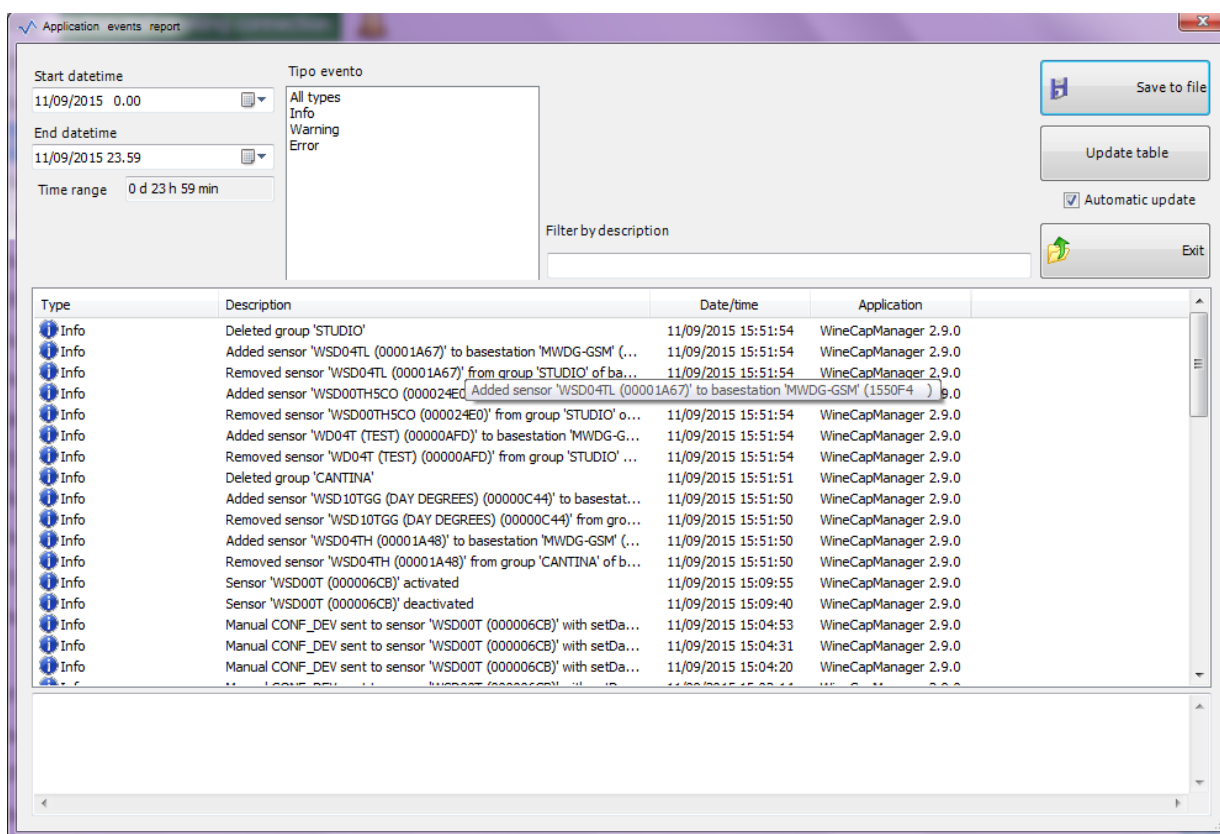 Application events report
Start datetime
11/09/2015 0.00
End datetime
11/09/2015 23.59
Time range 0 d 23 h 59 min
Tipo evento
All types
Info
Warning
Error
Filter by description
Save to file
Update table
Automatic update
Exit
Type Description Date/time Application
Info Deleted group 'STUDIO' 11/09/2015 15:51:54 WineCapManager 2.9.0
Info Added sensor 'WSD04TL (00001A67)' to basestation 'MWDG-GSM' (... 11/09/2015 15:51:54 WineCapManager 2.9.0
Info Removed sensor 'WSD04TL (00001A67)' from group 'STUDIO' of ba... 11/09/2015 15:51:54 WineCapManager 2.9.0
Info Added sensor 'WSD00TH5CO (000024E0 9.0
Added sensor 'WSD04TL (00001A67)' to basestation 'MWDG-GSM' (1550F4 )
Info Removed sensor 'WSD00TH5CO (000024E0)' from group 'STUDIO' o... 11/09/2015 15:51:54 WineCapManager 2.9.0
Info Added sensor 'WD04T (TEST) (00000AFD)' to basestation 'MWDG-G... 11/09/2015 15:51:54 WineCapManager 2.9.0
Info Removed sensor 'WD04T (TEST) (00000AFD)' from group 'STUDIO' ... 11/09/2015 15:51:54 WineCapManager 2.9.0
Info Deleted group 'CANTINA' 11/09/2015 15:51:51 WineCapManager 2.9.0
Info Added sensor 'WSD10TGG (DAY DEGREES) (00000C44)' to basestat... 11/09/2015 15:51:50 WineCapManager 2.9.0
Info Removed sensor 'WSD10TGG (DAY DEGREES) (00000C44)' from gro... 11/09/2015 15:51:50 WineCapManager 2.9.0
Info Added sensor 'WSD04TH (00001A48)' to basestation 'MWDG-GSM' (... 11/09/2015 15:51:50 WineCapManager 2.9.0
Info Removed sensor 'WSD04TH (00001A48)' from group 'CANTINA' of b... 11/09/2015 15:51:50 WineCapManager 2.9.0
Info Sensor 'WSD00T (000006CB)' activated 11/09/2015 15:09:55 WineCapManager 2.9.0
Info Sensor 'WSD00T (000006CB)' deactivated 11/09/2015 15:09:40 WineCapManager 2.9.0
Info Manual CONF_DEV sent to sensor 'WSD00T (000006CB)' with setDa... 11/09/2015 15:04:53 WineCapManager 2.9.0
Info Manual CONF_DEV sent to sensor 'WSD00T (000006CB)' with setDa... 11/09/2015 15:04:31 WineCapManager 2.9.0
Info Manual CONF_DEV sent to sensor 'WSD00T (000006CB)' with setDa... 11/09/2015 15:04:20 WineCapManager 2.9.0